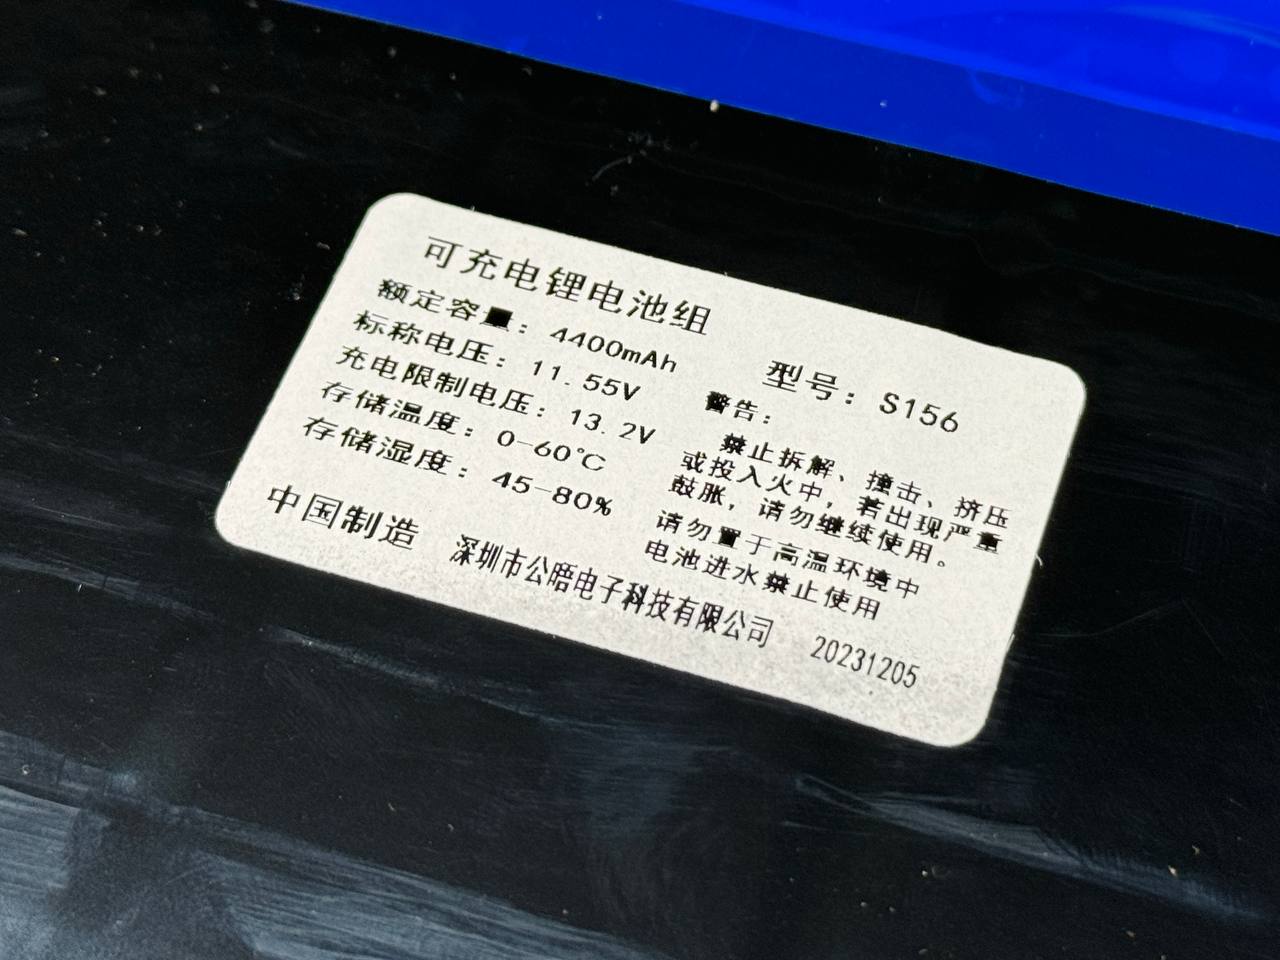 可充电锂电池组
型号：S156
额定容量：4400mAh
标称电压：11.55V
充电限制电压：13.2V
存储温度：0-60℃
存储湿度：45-80%
警告：
禁止拆解、撞击、挤压
或投入火中，若出现严重
鼓胀，请勿继续使用。
请勿置于高温环境中
电池进水禁止使用
中国制造
深圳市公晤电子科技有限公司
20231205